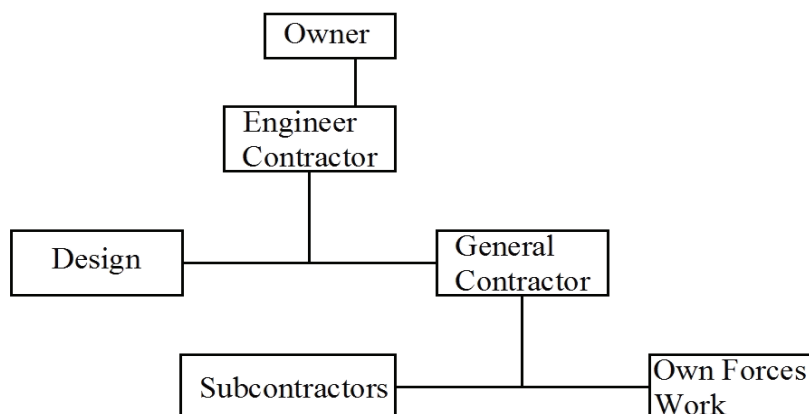 Owner
Engineer
Contractor
Design
General
Contractor
Subcontractors
Own Forces
Work